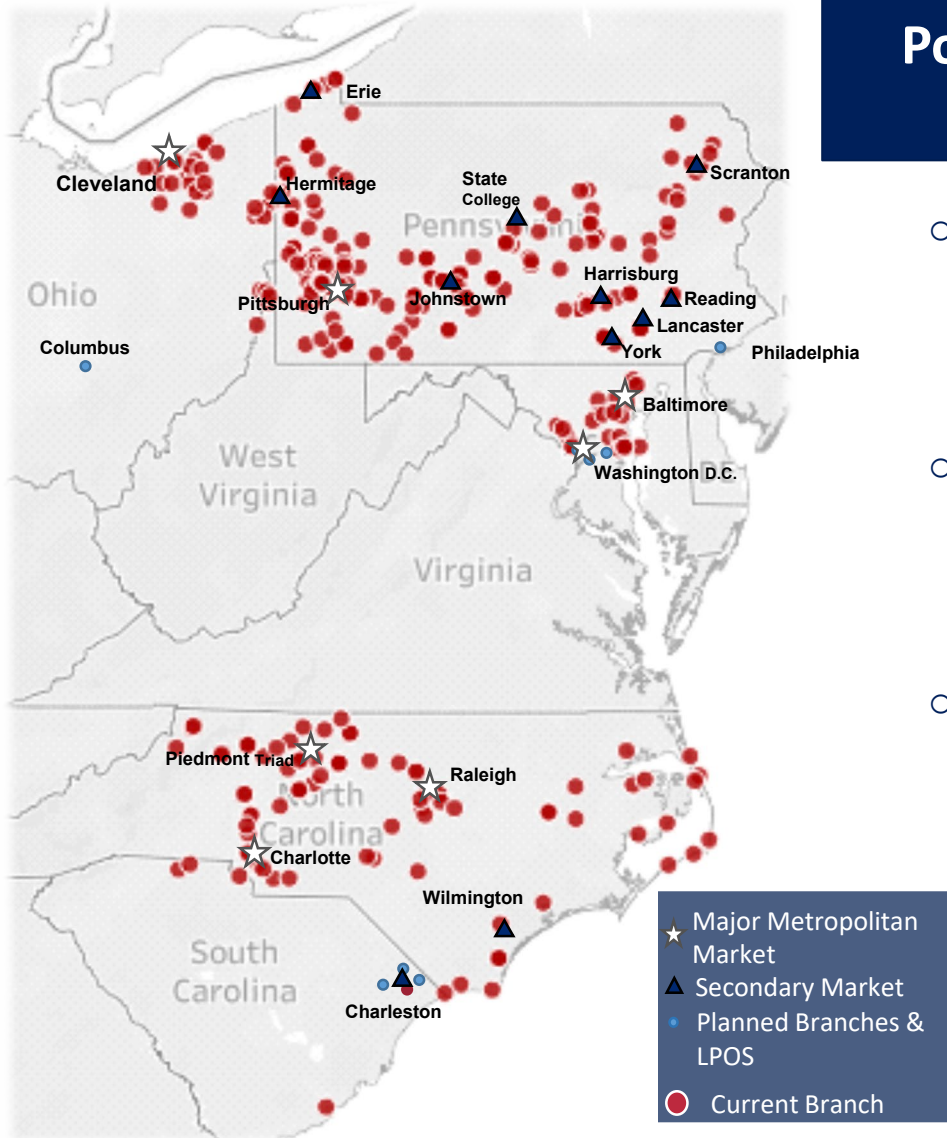 Po
Erie
Cleveland
Hermitage
State
College
Scranton
Pennsylvani
Ohio
Pittsburgh
Johnstown
Harrisburg
Reading
Lancaster
York
Columbus
Philadelphia
Baltimore
West
Virginia
Washington D.C.
DE
Virginia
Piedmont Triad
Raleigh
North
Carolina
Charlotte
Wilmington
South
Carolina
Charleston
Major Metropolitan
Market
Secondary Market
Planned Branches &
LPOS
Current Branch